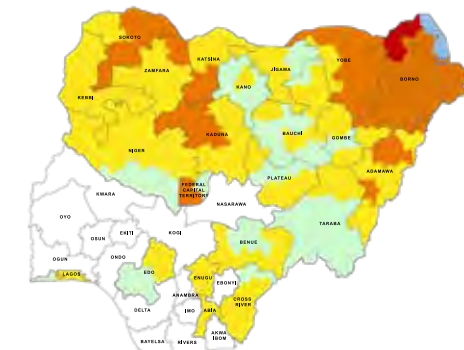 SOKOTO
KATSINA
JIGAWA
YOBE
BORNO
ZAMFARA
KEBBI
KANO
KADUNA
BAUCHI
GOMBE
NIGER
ADAMAWA
PLATEAU
FEDERAL
CAPITAL
TERRITORY
KWARA
NASARAWA
OYO
TARABA
EKITI
KOGI
OSUN
BENUE
OGUN
ONDO
EDO
LAGOS
ENUGU
EBONYI
ANAMBRA
CROSS
RIVER
DELTA
IMO
ABIA
AKWA
IBOM
BAYELSA
RIVERS